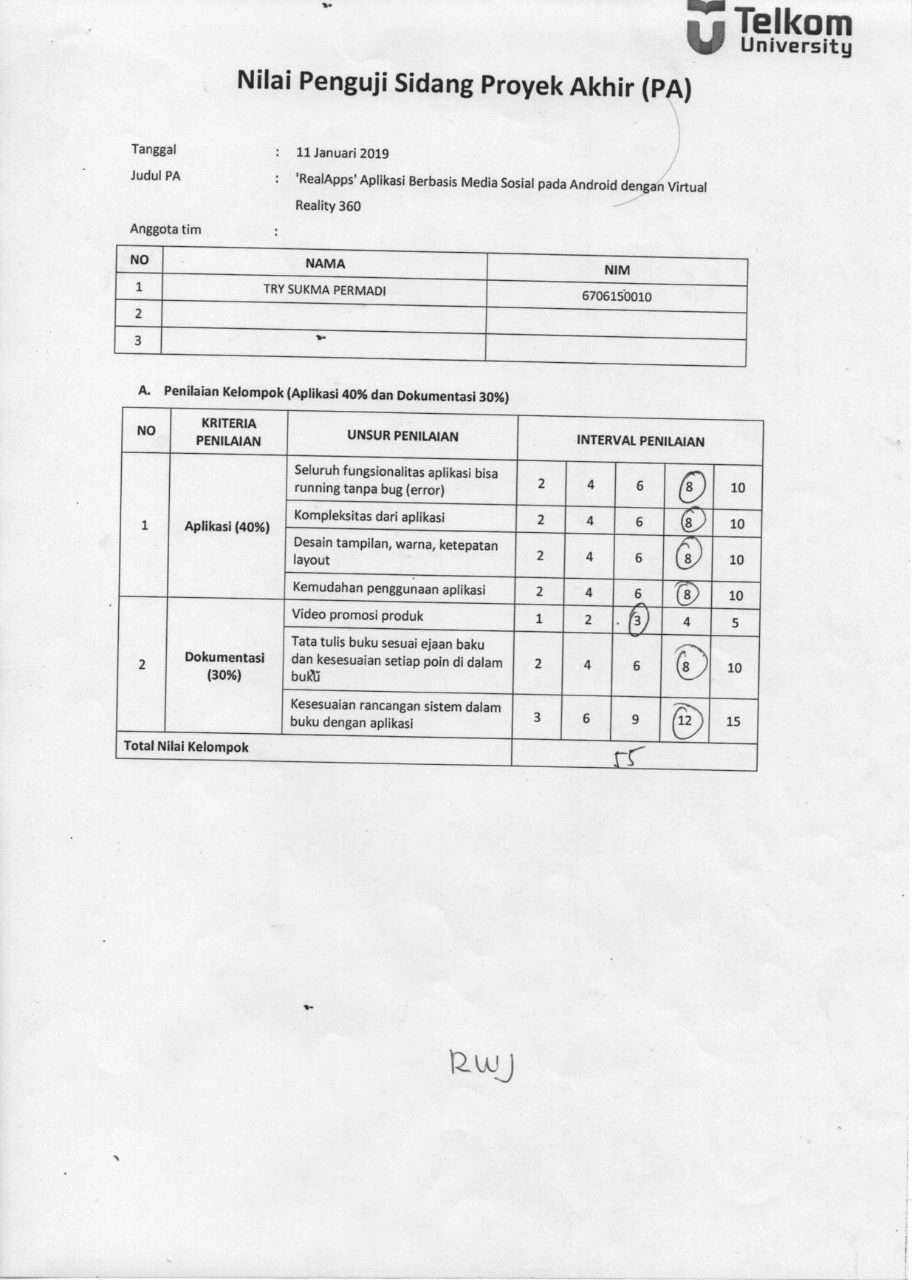 Telkom
University
Nilai Penguji Sidang Proyek Akhir (PA)
Tanggal : 11 Januari 2019
Judul PA : 'RealApps' Aplikasi Berbasis Media Sosial pada Android dengan Virtual
Reality 360
Anggota tim :
NO NAMA NIM
1 TRY SUKMA PERMADI 6706150010
2
3
A. Penilaian Kelompok (Aplikasi 40% dan Dokumentasi 30%)
NO KRITERIA PENILAIAN UNSUR PENILAIAN INTERVAL PENILAIAN
1 Aplikasi (40%)
Seluruh fungsionalitas aplikasi bisa
running tanpa bug (error) 2 4 6 8 10
Kompleksitas dari aplikasi 2 4 6 8 10
Desain tampilan, warna, ketepatan
layout 2 4 6 8 10
Kemudahan penggunaan aplikasi 2 4 6 8 10
2 Dokumentasi (30%)
Video promosi produk 1 2 3 4 5
Tata tulis buku sesuai ejaan baku
dan kesesuaian setiap poin di dalam
buku 2 4 6 8 10
Kesesuaian rancangan sistem dalam
buku dengan aplikasi 3 6 9 12 15
Total Nilai Kelompok 55
RWJ